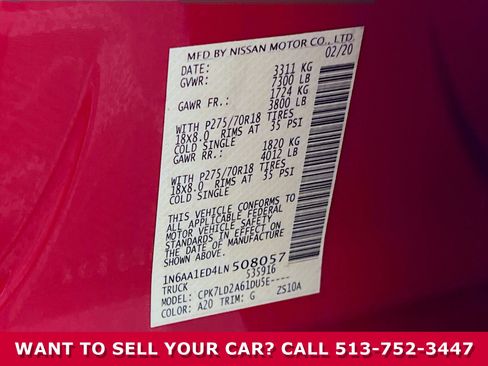 MFD BY NISSAN MOTOR CO., LTD.
DATE: 02/20
GVWR: 3311 KG
7300 LB
GAWR FR.: 1724 KG
3800 LB
WITH P275/70R18 TIRES
18x8.0 RIMS AT 35 PSI
COLD SINGLE
GAWR RR.: 1820 KG
4012 LB
WITH P275/70R18 TIRES
18x8.0 RIMS AT 35 PSI
COLD SINGLE
THIS VEHICLE CONFORMS TO
ALL APPLICABLE FEDERAL
MOTOR VEHICLE SAFETY
STANDARDS IN EFFECT ON
THE DATE OF MANUFACTURE
SHOWN ABOVE.
1N6AA1ED4LN508057
TRUCK 535916
MODEL: CPK7LD2A61DU5E----
COLOR: A20 TRIM: G ZS10A
WANT TO SELL YOUR CAR? CALL 513-752-3447